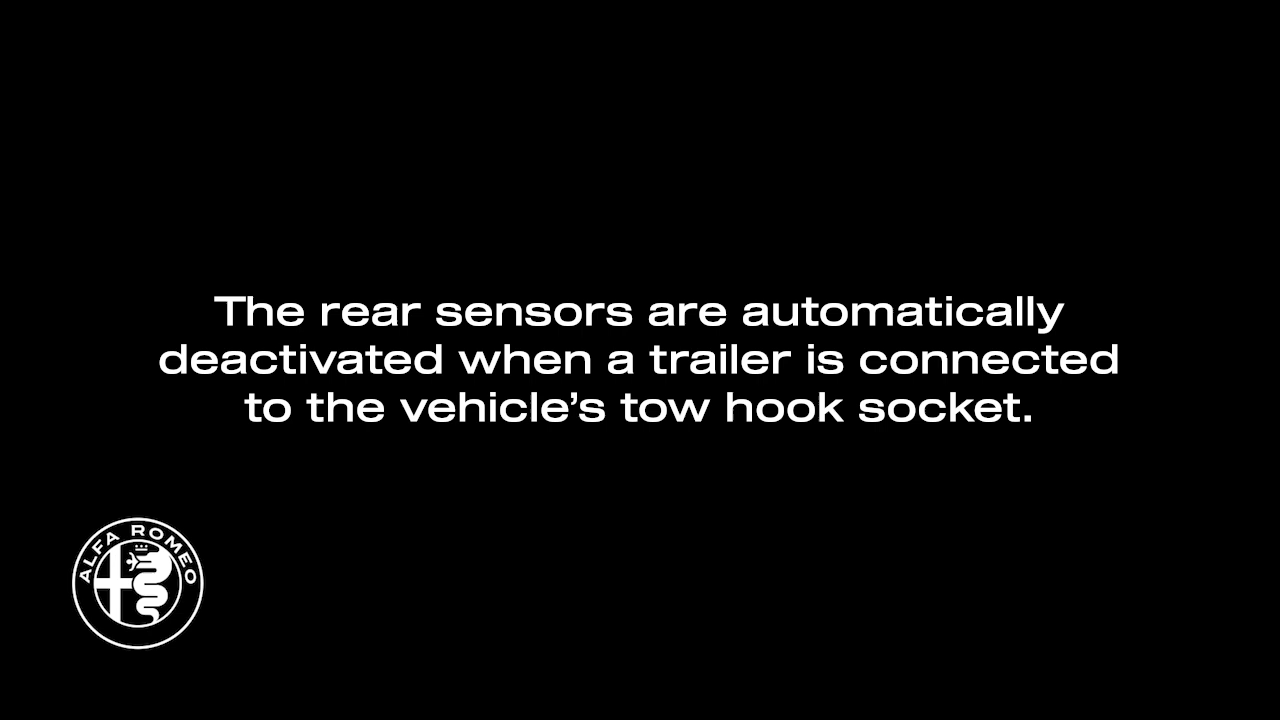 The rear sensors are automatically
deactivated when a trailer is connected
to the vehicle’s tow hook socket.
ALFA ROMEO